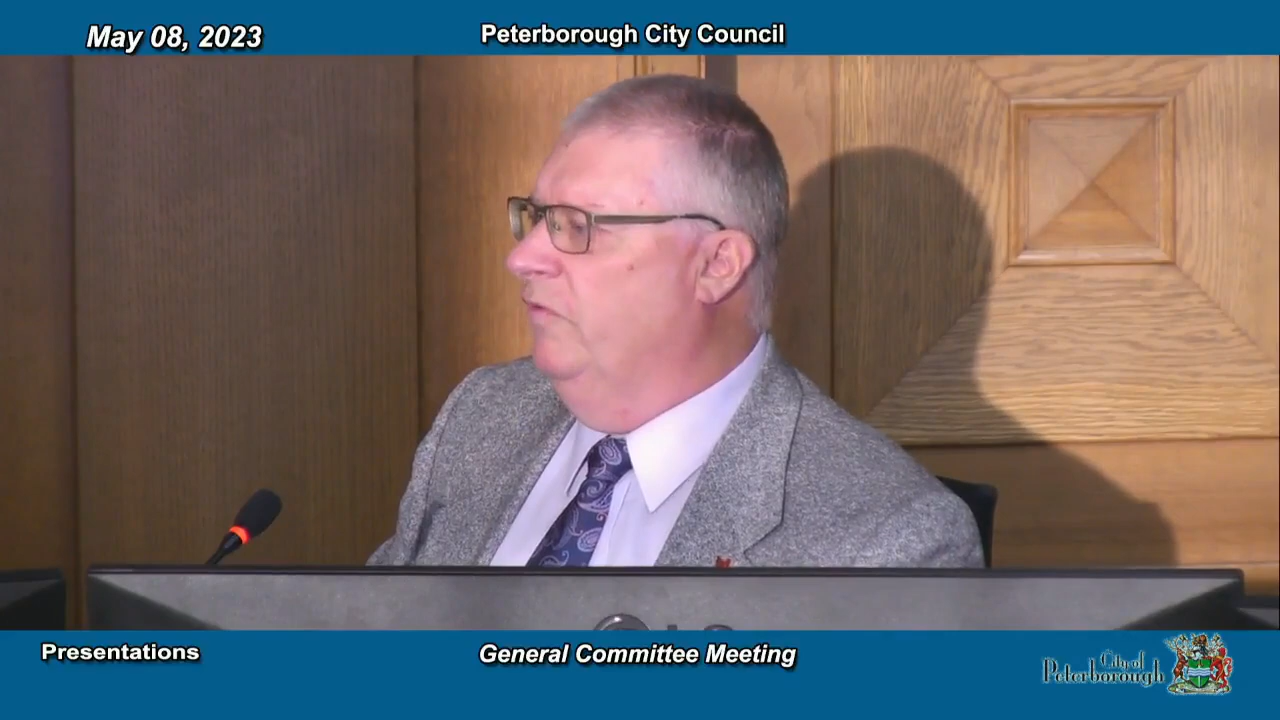 May 08, 2023
Peterborough City Council
Presentations
General Committee Meeting
City of
Peterborough